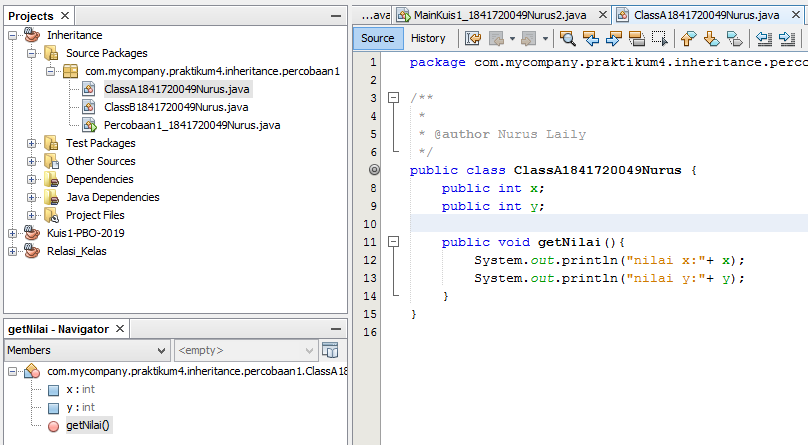 Projects
Inheritance
Source Packages
com.mycompany.praktikum4.inheritance.percobaan1
ClassA1841720049Nurus.java
ClassB1841720049Nurus.java
Percobaan1_1841720049Nurus.java
Test Packages
Other Sources
Dependencies
Java Dependencies
Project Files
Kuis1-PBO-2019
Relasi_Kelas
getNilai - Navigator
Members
<empty>
com.mycompany.praktikum4.inheritance.percobaan1.ClassA18
x : int
y : int
getNilai()
...ava
MainKuis1_1841720049Nurus2.java
ClassA1841720049Nurus.java
Source
History
1 package com.mycompany.praktikum4.inheritance.perco
2
3 /**
4 *
5 * @author Nurus Laily
6 */
public class ClassA1841720049Nurus {
8 public int x;
9 public int y;
10
11 public void getNilai(){
12 System.out.println("nilai x:"+ x);
13 System.out.println("nilai y:"+ y);
14 }
15 }
16